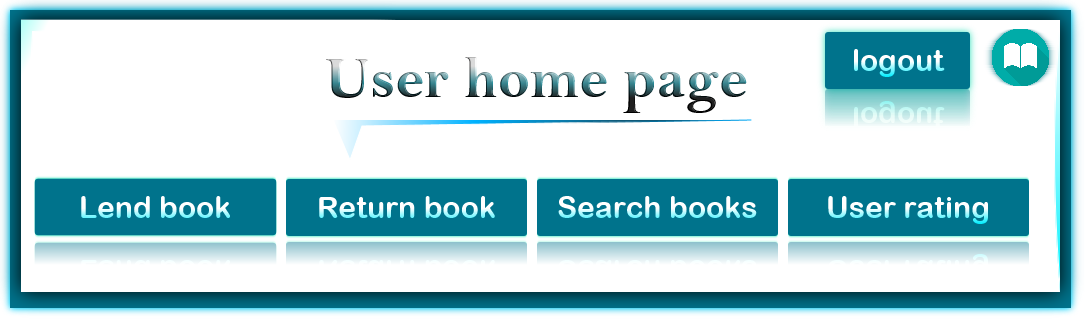 User home page
logout
Lend book
Return book
Search books
User rating